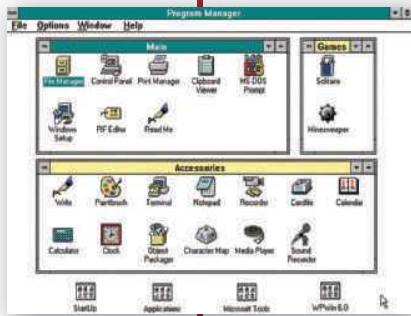 Program Manager
File Options Window Help
Main
File Manager Control Panel Print Manager Clipboard Viewer MS-DOS Prompt
Windows Setup PIF Editor Read Me
Games
Solitaire
Minesweeper
Accessories
Write Paintbrush Terminal Notepad Recorder Cardfile Calendar
Calculator Clock Object Packager Character Map Media Player Sound Recorder
StartUp Applications Microsoft Tools WPWin 6.0